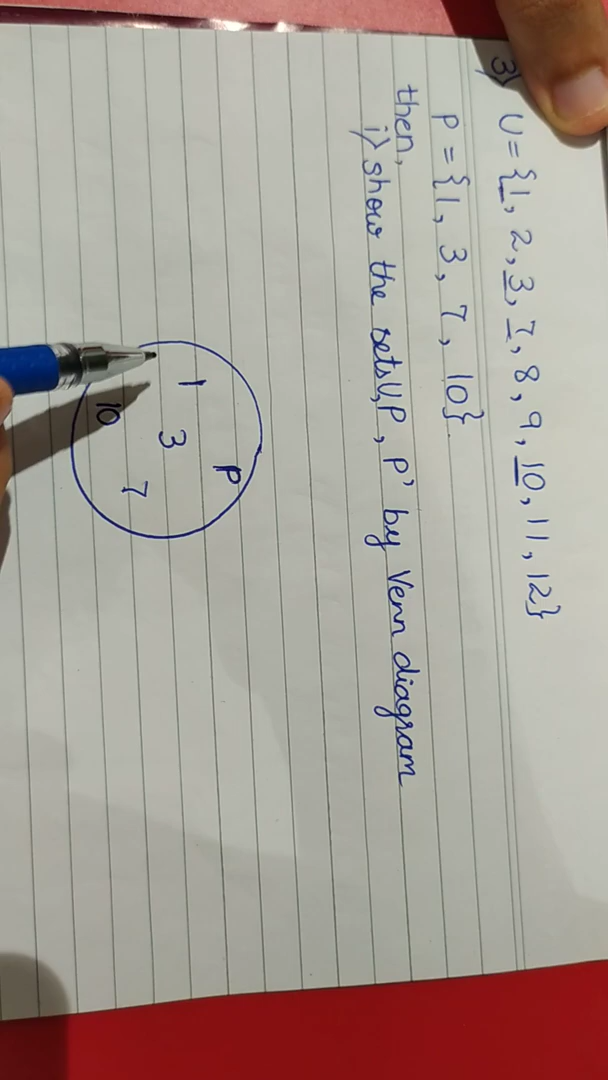 3) U = {1, 2, 3, 7, 8, 9, 10, 11, 12}
P = {1, 3, 7, 10}.
then,
i) show the sets U, P, P' by Venn diagram
P
1
3
7
10